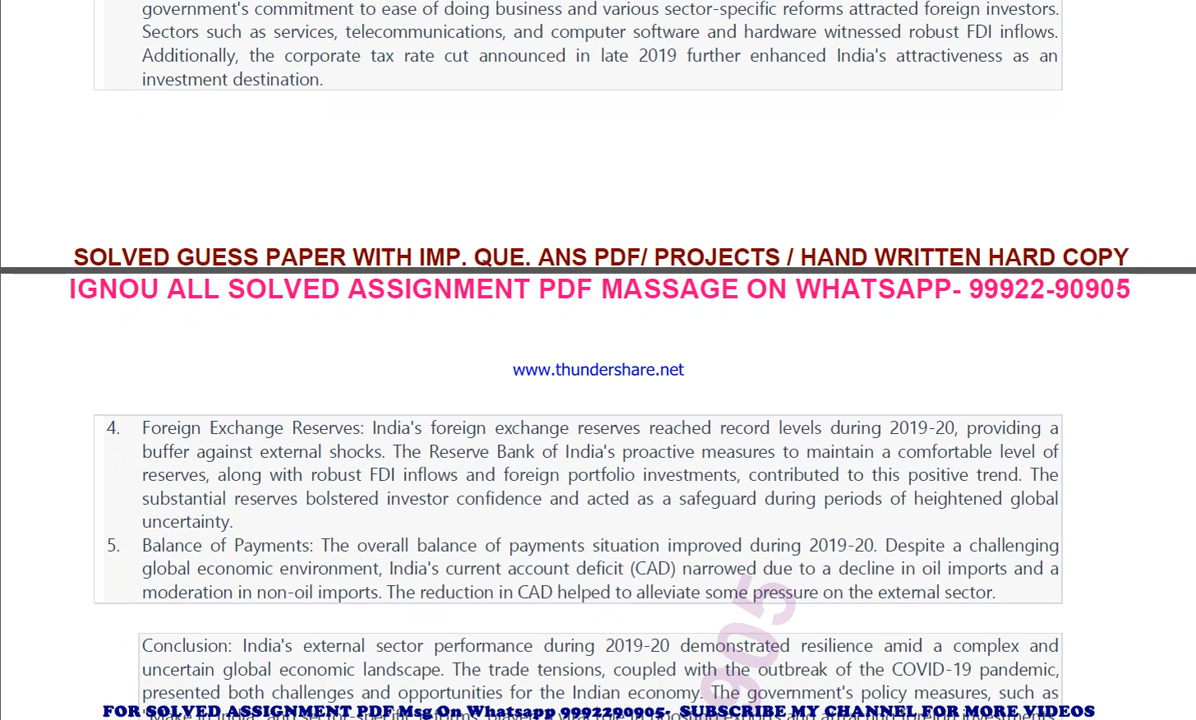 government's commitment to ease of doing business and various sector-specific reforms attracted foreign investors.
Sectors such as services, telecommunications, and computer software and hardware witnessed robust FDI inflows.
Additionally, the corporate tax rate cut announced in late 2019 further enhanced India's attractiveness as an
investment destination.
SOLVED GUESS PAPER WITH IMP. QUE. ANS PDF/ PROJECTS / HAND WRITTEN HARD COPY
IGNOU ALL SOLVED ASSIGNMENT PDF MASSAGE ON WHATSAPP- 99922-90905
www.thundershare.net
4. Foreign Exchange Reserves: India's foreign exchange reserves reached record levels during 2019-20, providing a
buffer against external shocks. The Reserve Bank of India's proactive measures to maintain a comfortable level of
reserves, along with robust FDI inflows and foreign portfolio investments, contributed to this positive trend. The
substantial reserves bolstered investor confidence and acted as a safeguard during periods of heightened global
uncertainty.
5. Balance of Payments: The overall balance of payments situation improved during 2019-20. Despite a challenging
global economic environment, India's current account deficit (CAD) narrowed due to a decline in oil imports and a
moderation in non-oil imports. The reduction in CAD helped to alleviate some pressure on the external sector.
905
Conclusion: India's external sector performance during 2019-20 demonstrated resilience amid a complex and
uncertain global economic landscape. The trade tensions, coupled with the outbreak of the COVID-19 pandemic,
presented both challenges and opportunities for the Indian economy. The government's policy measures, such as
FOR SOLVED ASSIGNMENT PDF Msg On Whatsapp 9992290905- SUBSCRIBE MY CHANNEL FOR MORE VIDEOS